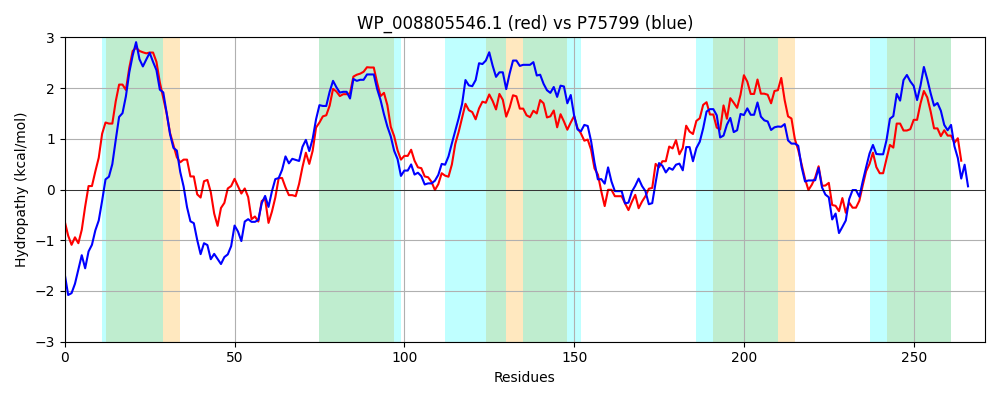 WP_008805546.1 (red) vs P75799 (blue)
Hydropathy (kcal/mol)
3
2
1
0
−1
−2
−3
0 50 100 150 200 250
Residues